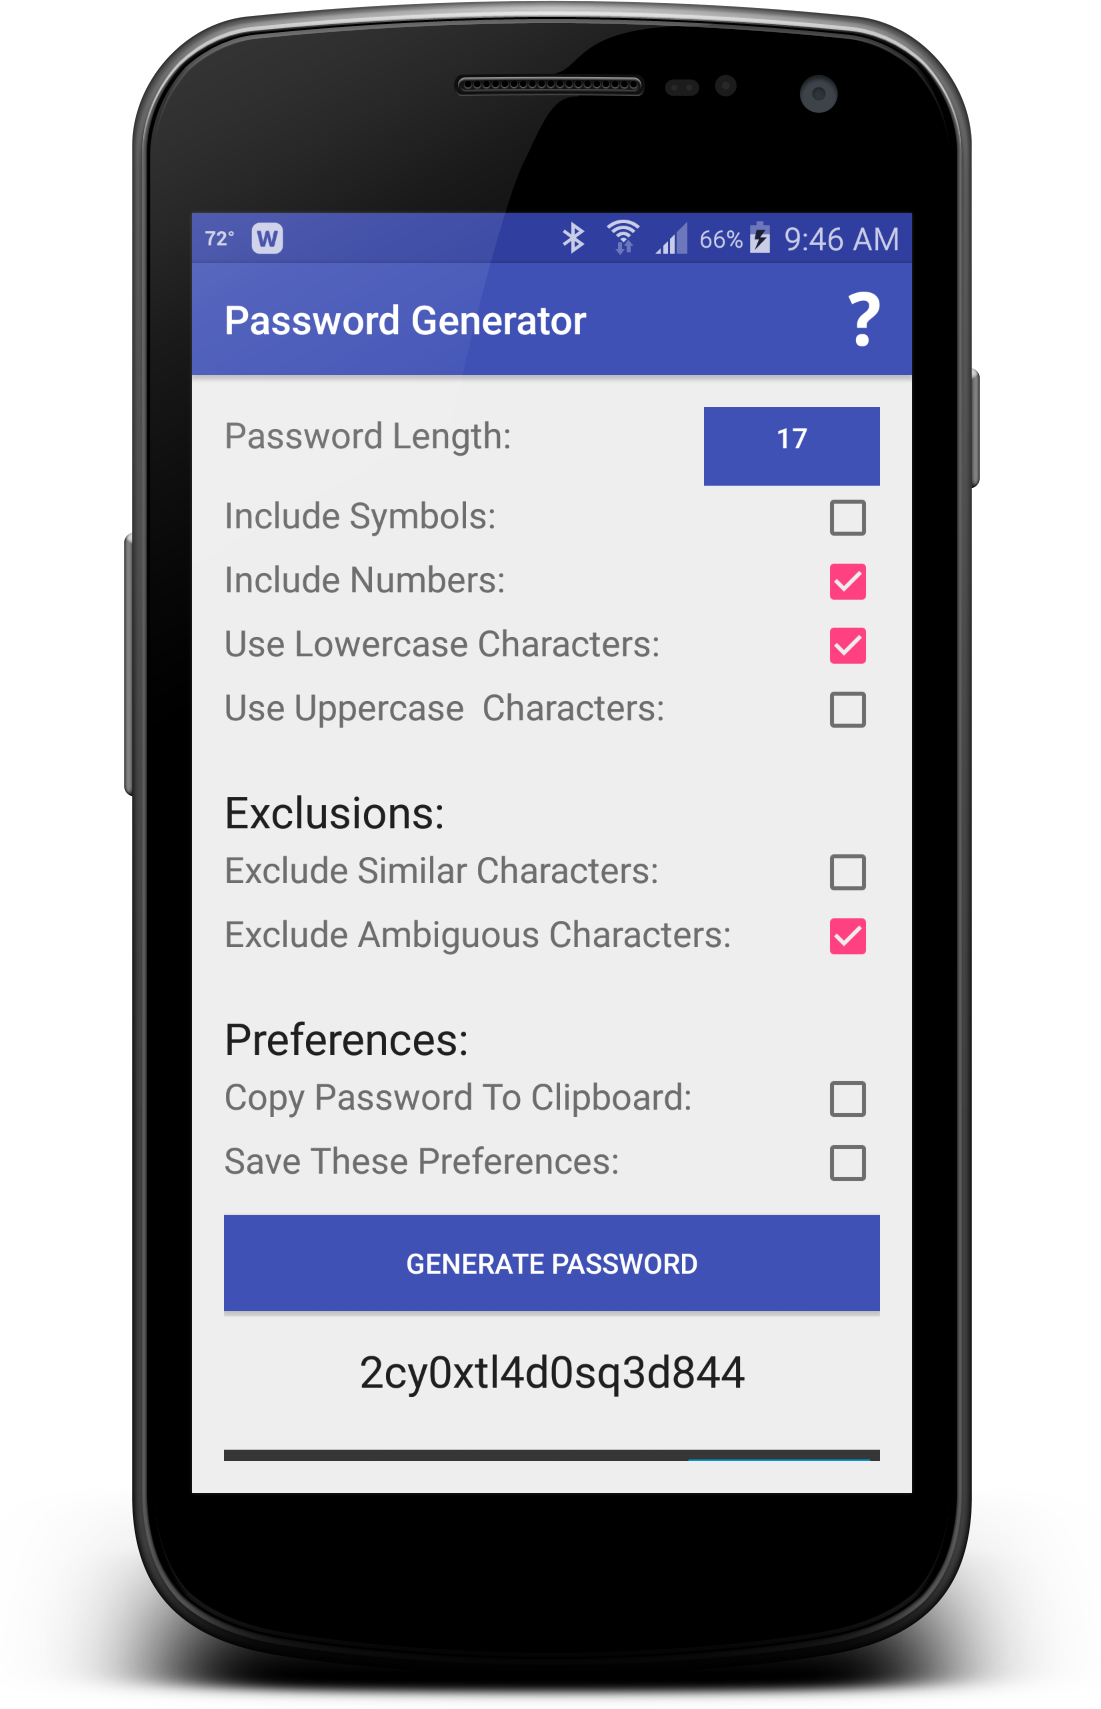 72° W 66% 9:46 AM
Password Generator ?
Password Length: 17
Include Symbols:
Include Numbers:
Use Lowercase Characters:
Use Uppercase  Characters:
Exclusions:
Exclude Similar Characters:
Exclude Ambiguous Characters:
Preferences:
Copy Password To Clipboard:
Save These Preferences:
GENERATE PASSWORD
2cy0xtl4d0sq3d844